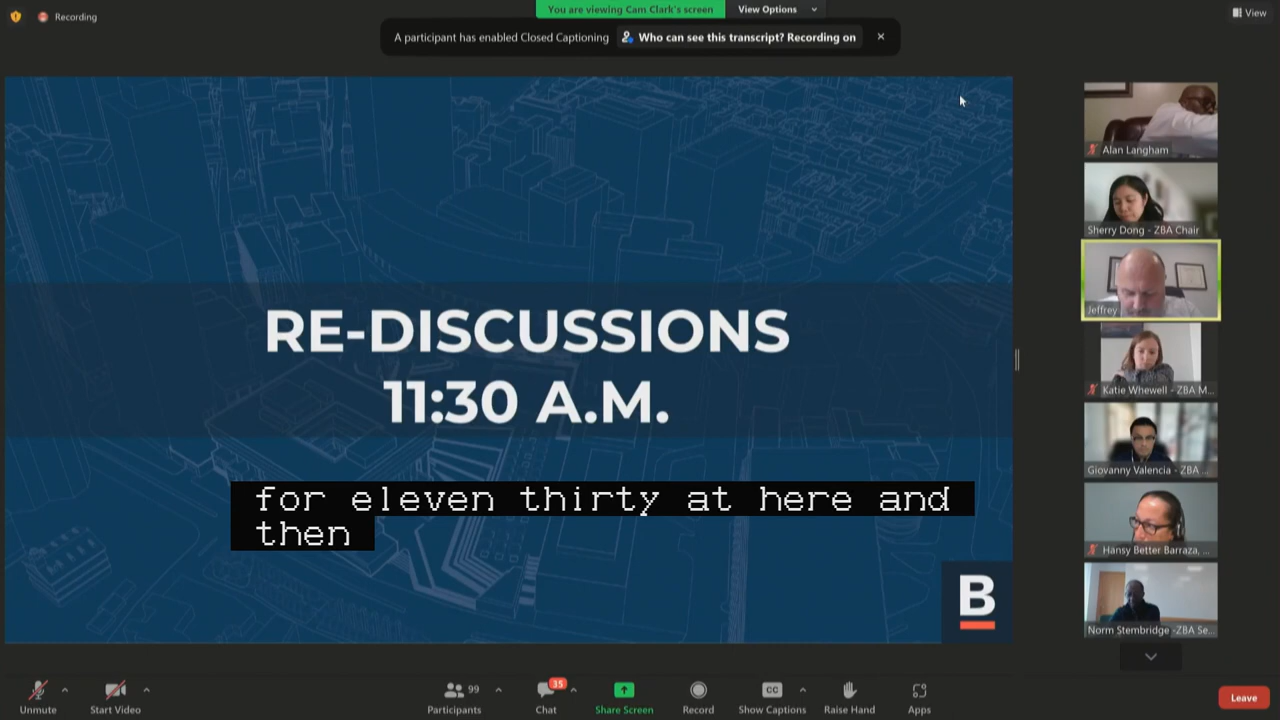 Recording
You are viewing Cam Clark's screen
View Options
View
A participant has enabled Closed Captioning
Who can see this transcript? Recording on
RE-DISCUSSIONS
11:30 A.M.
for eleven thirty at here and
then
B
Alan Langham
Sherry Dong - ZBA Chair
Jeffrey
Katie Whewell - ZBA M...
Giovanny Valencia - ZBA ...
Hansy Better Barraza, ...
Norm Stembridge -ZBA Se...
Unmute
Start Video
99
Participants
35
Chat
Share Screen
Record
CC
Show Captions
Raise Hand
Apps
Leave